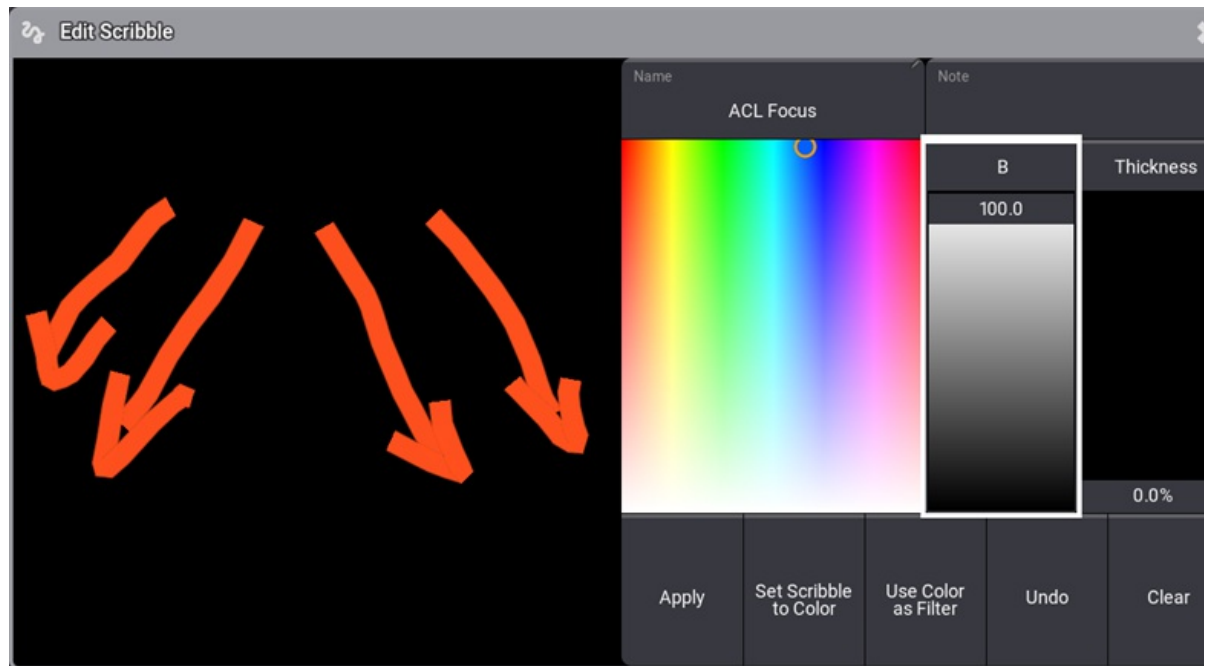 Edit Scribble
Name
ACL Focus
Note
B
100.0
Thickness
0.0%
Apply
Set Scribble
to Color
Use Color
as Filter
Undo
Clear